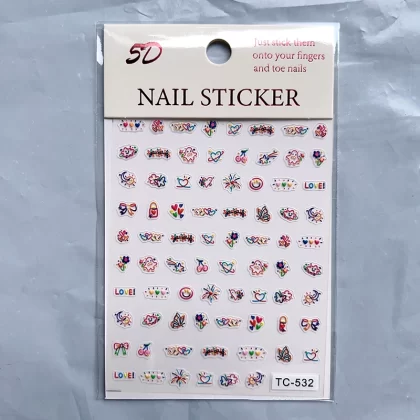 5D
Just stick them
onto your fingers
and toe nails
NAIL STICKER
LOVE!
LOVE!
LOVE!
TC-532